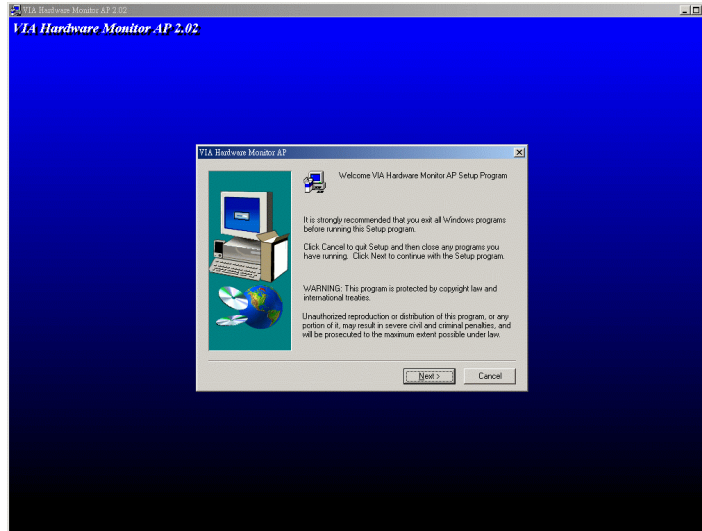 VIA Hardware Monitor AP 2.02
VIA Hardware Monitor AP 2.02
VIA Hardware Monitor AP
Welcome VIA Hardware Monitor AP Setup Program
It is strongly recommended that you exit all Windows programs
before running this Setup program.
Click Cancel to quit Setup and then close any programs you
have running. Click Next to continue with the Setup program.
WARNING: This program is protected by copyright law and
international treaties.
Unauthorized reproduction or distribution of this program, or any
portion of it, may result in severe civil and criminal penalties, and
will be prosecuted to the maximum extent possible under law.
Next >
Cancel